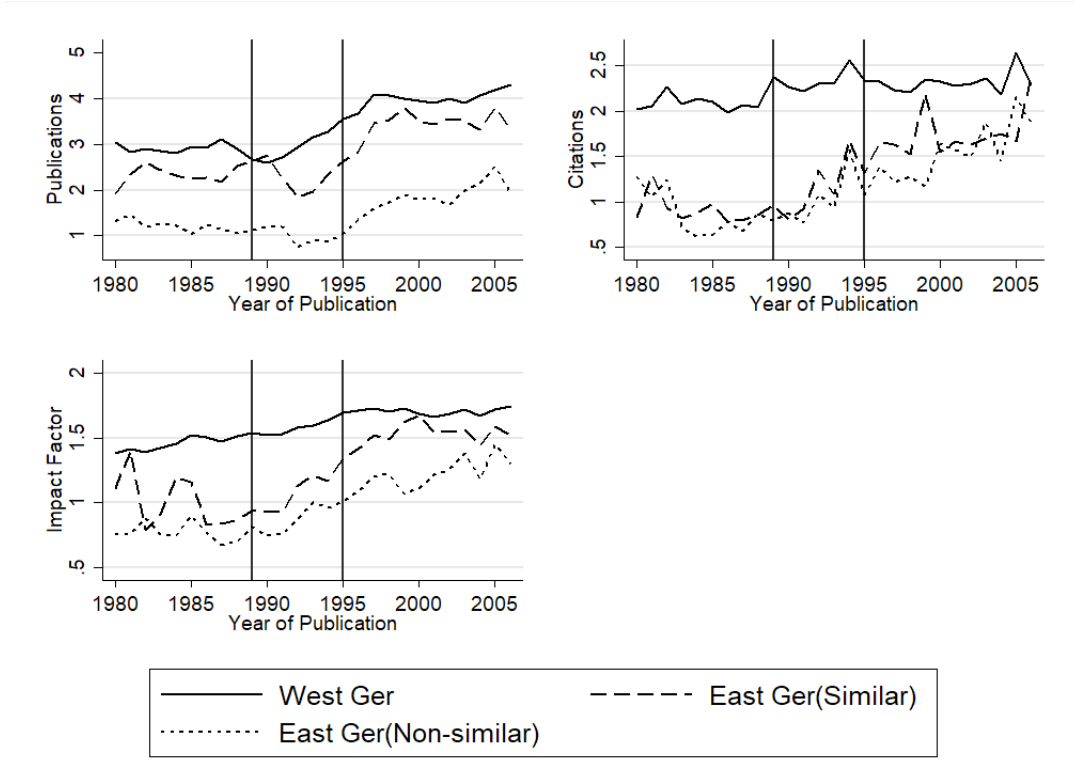 Publications
5
4
3
2
1
1980 1985 1990 1995 2000 2005
Year of Publication
Citations
2.5
2
1.5
1
.5
1980 1985 1990 1995 2000 2005
Year of Publication
Impact Factor
2
1.5
1
.5
1980 1985 1990 1995 2000 2005
Year of Publication
West Ger
East Ger(Similar)
East Ger(Non-similar)